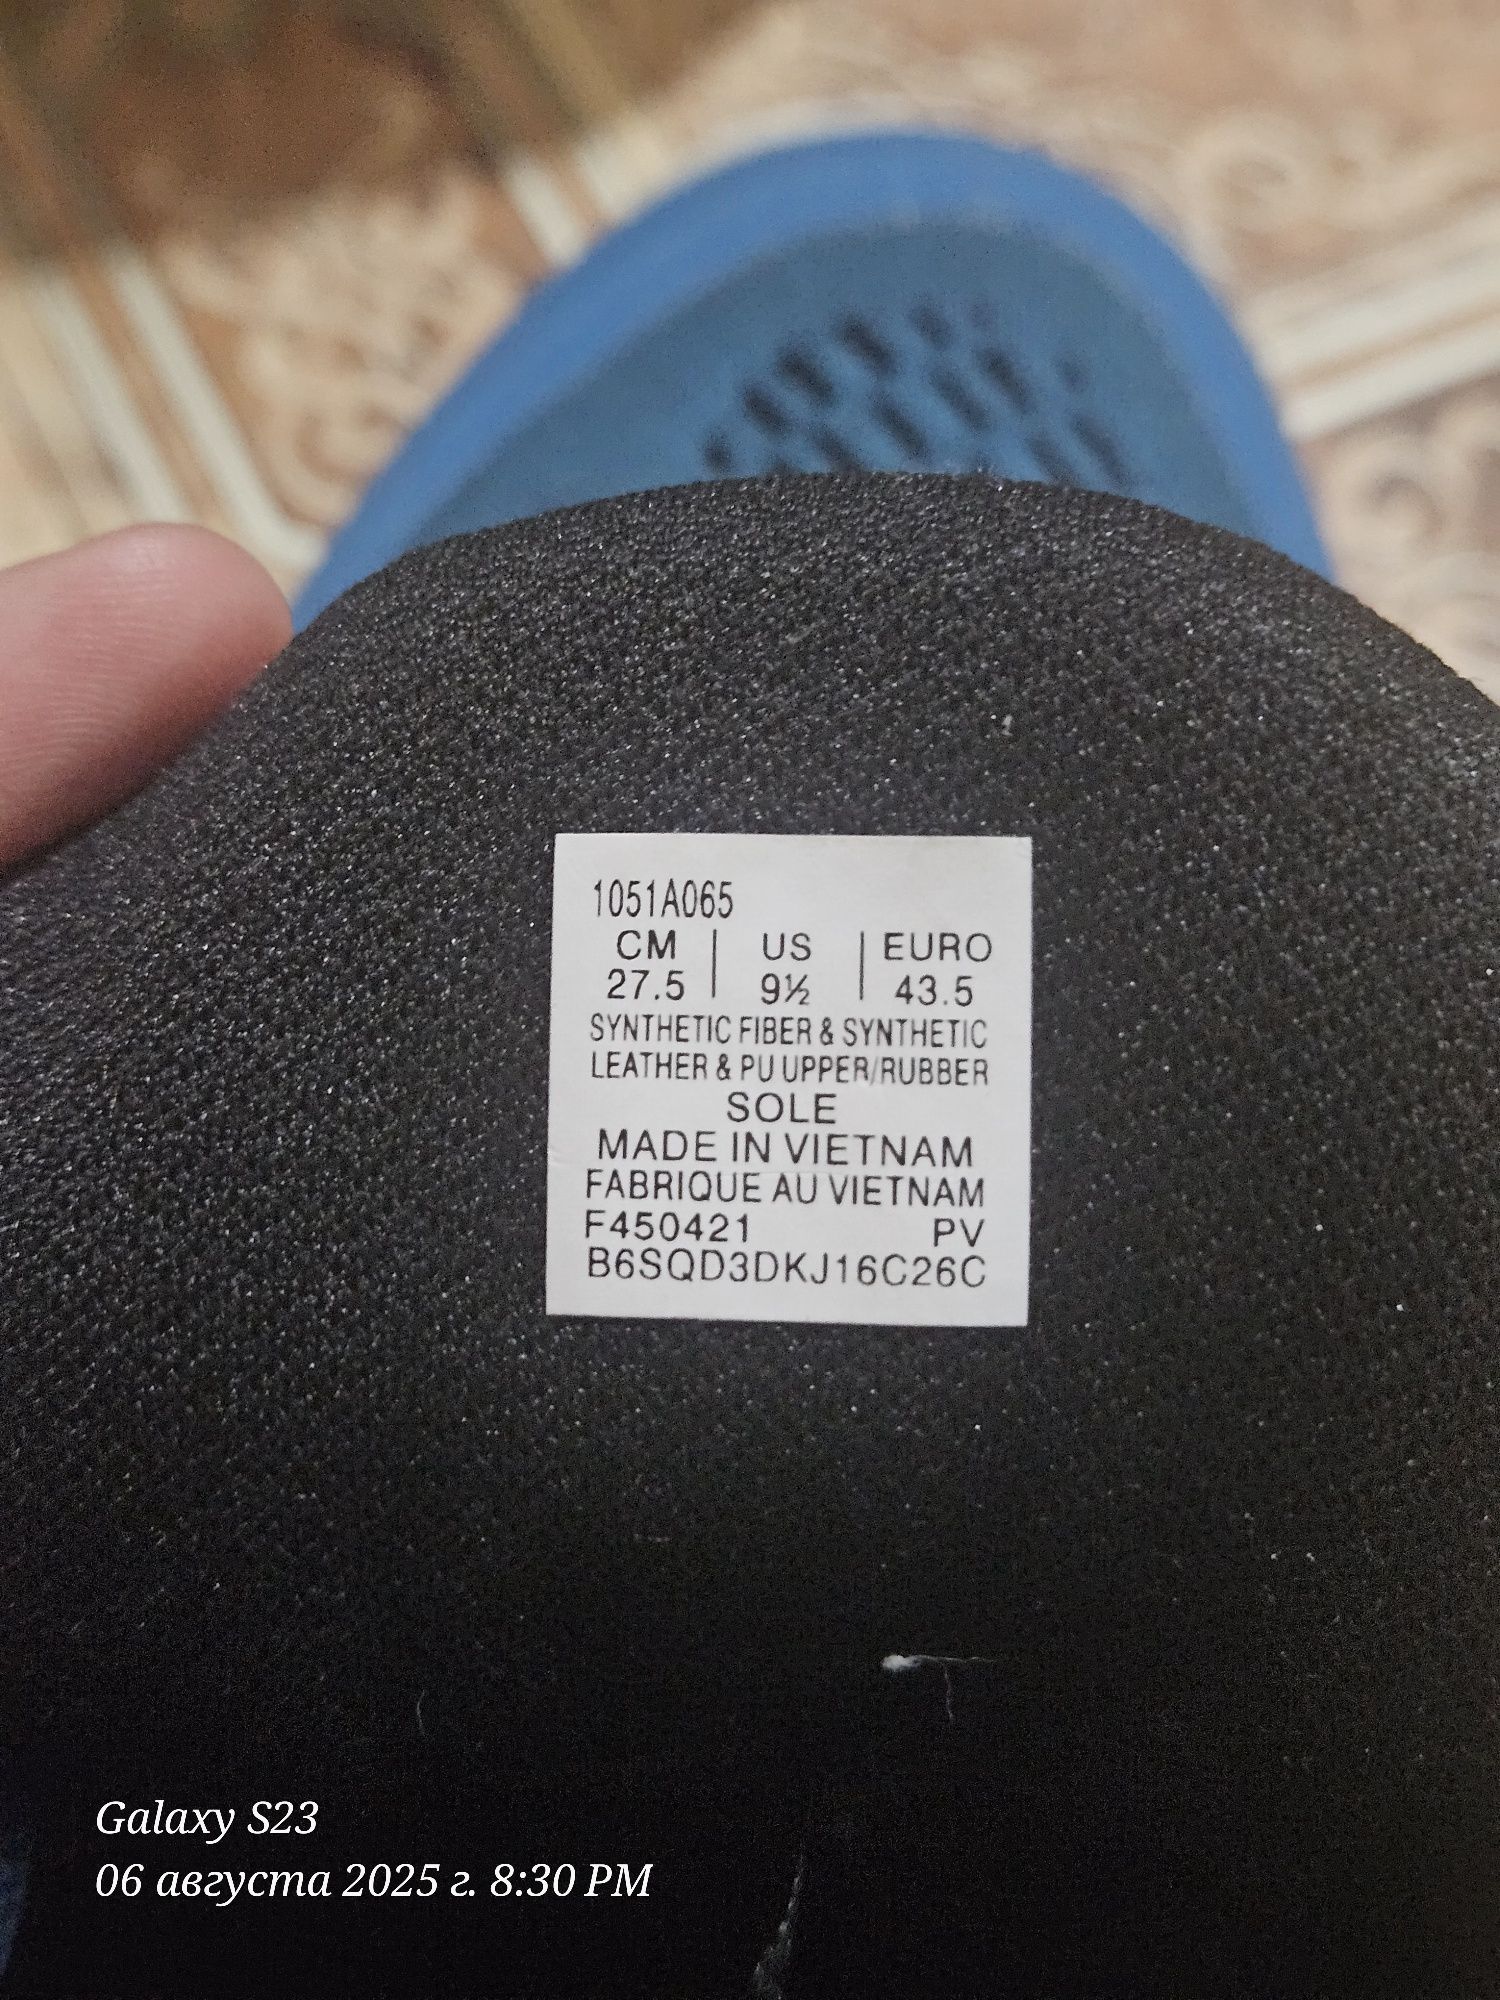 1051A065
CM | US | EURO
27.5 | 9½ | 43.5
SYNTHETIC FIBER & SYNTHETIC
LEATHER & PU UPPER/RUBBER
SOLE
MADE IN VIETNAM
FABRIQUE AU VIETNAM
F450421 PV
B6SQD3DKJ16C26C
Galaxy S23
06 августа 2025 г. 8:30 PM